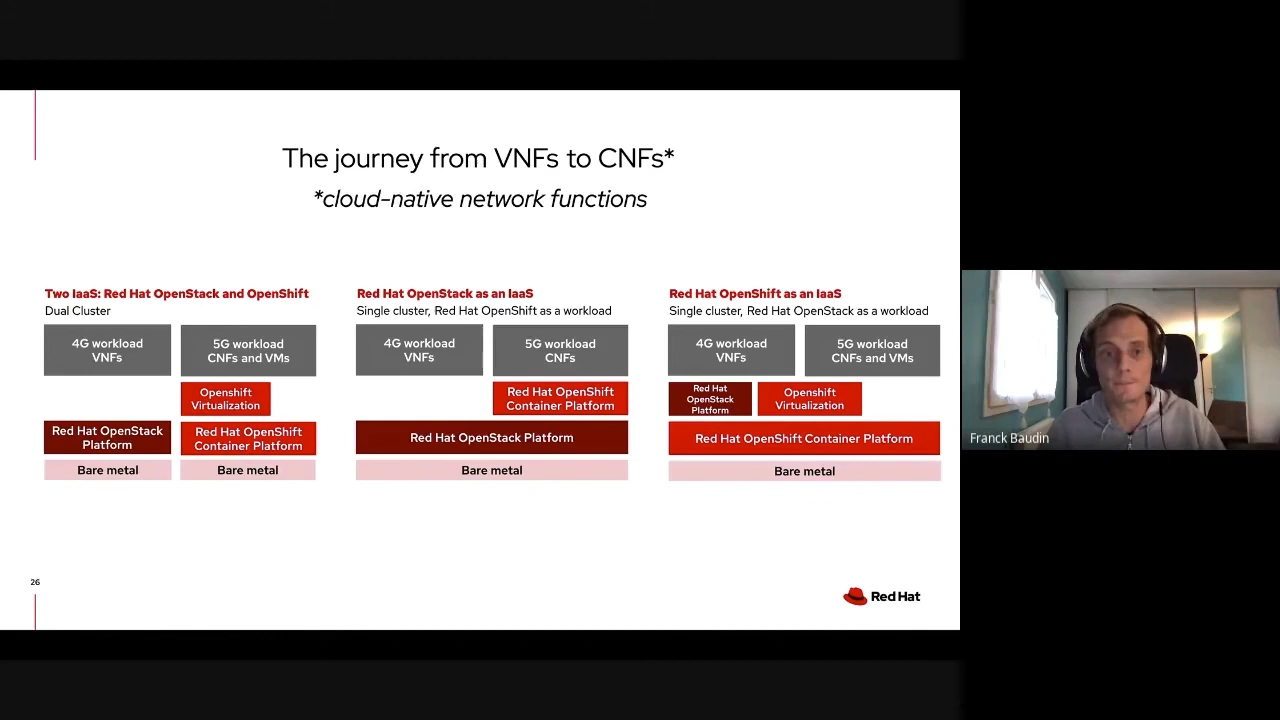 The journey from VNFs to CNFs*
*cloud-native network functions
Two IaaS: Red Hat OpenStack and OpenShift
Dual Cluster
4G workload
VNFs
5G workload
CNFs and VMs
Openshift
Virtualization
Red Hat OpenStack
Platform
Red Hat OpenShift
Container Platform
Bare metal
Bare metal
Red Hat OpenStack as an IaaS
Single cluster, Red Hat OpenShift as a workload
4G workload
VNFs
5G workload
CNFs
Red Hat OpenShift
Container Platform
Red Hat OpenStack Platform
Bare metal
Red Hat OpenShift as an IaaS
Single cluster, Red Hat OpenStack as a workload
4G workload
VNFs
5G workload
CNFs and VMs
Red Hat
OpenStack
Platform
Openshift
Virtualization
Red Hat OpenShift Container Platform
Bare metal
26
Red Hat
Franck Baudin